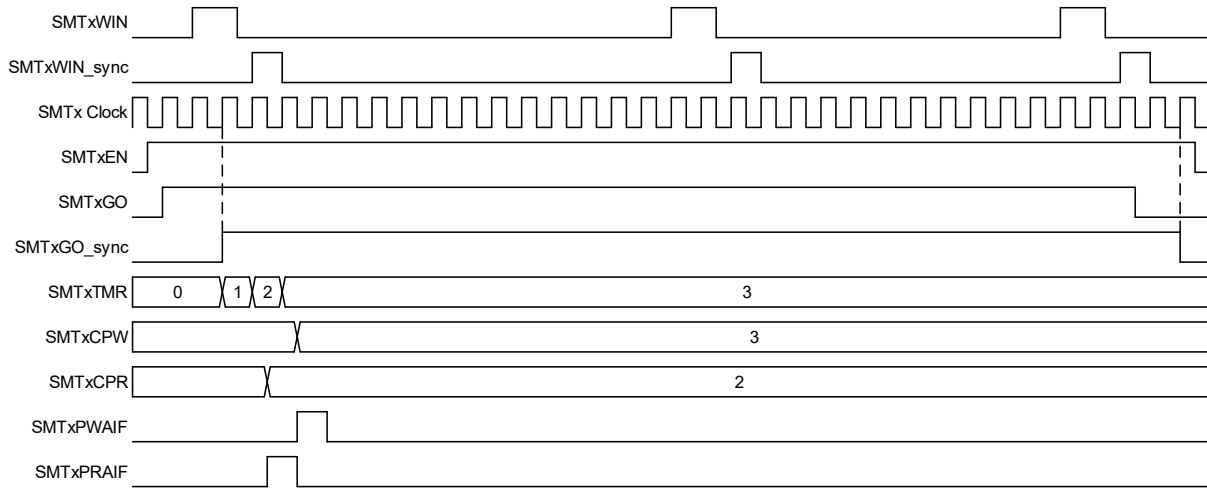 SMTxWIN
SMTxWIN_sync
SMTx Clock
SMTxEN
SMTxGO
SMTxGO_sync
SMTxTMR 0 1 2 3
SMTxCPW 3
SMTxCPR 2
SMTxPWAIF
SMTxPRAIF